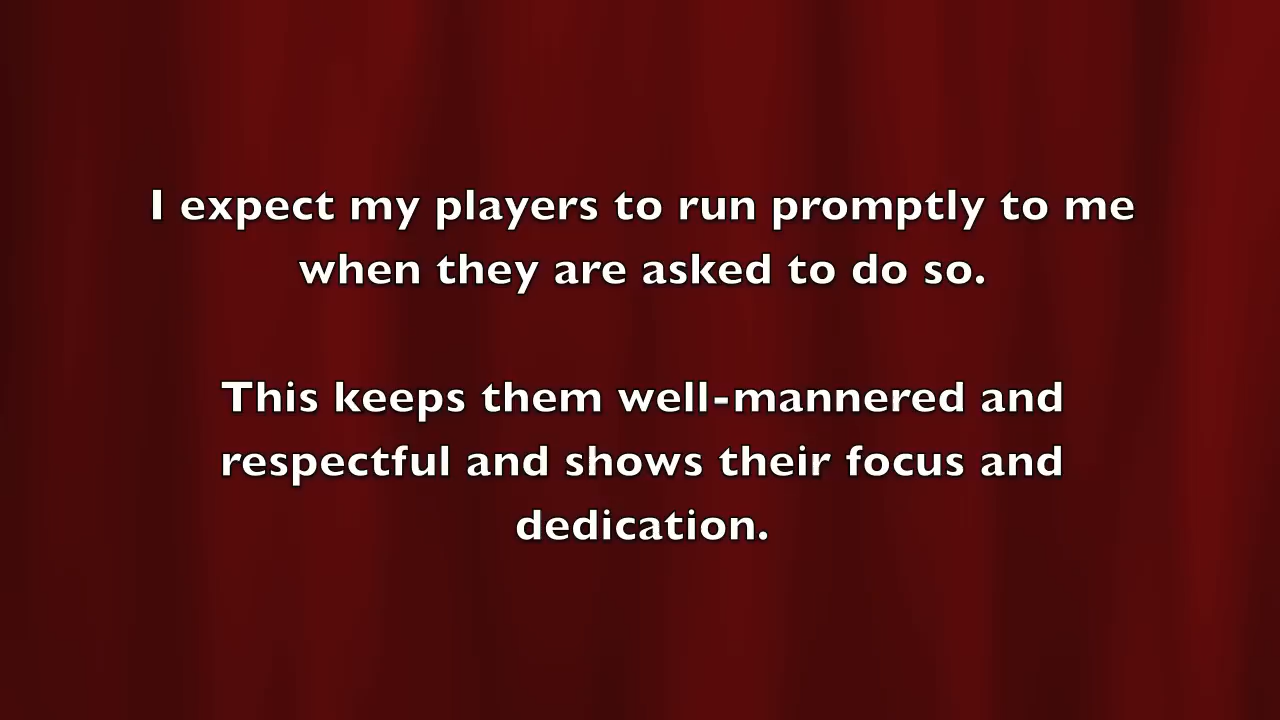 I expect my players to run promptly to me
when they are asked to do so.
This keeps them well-mannered and
respectful and shows their focus and
dedication.